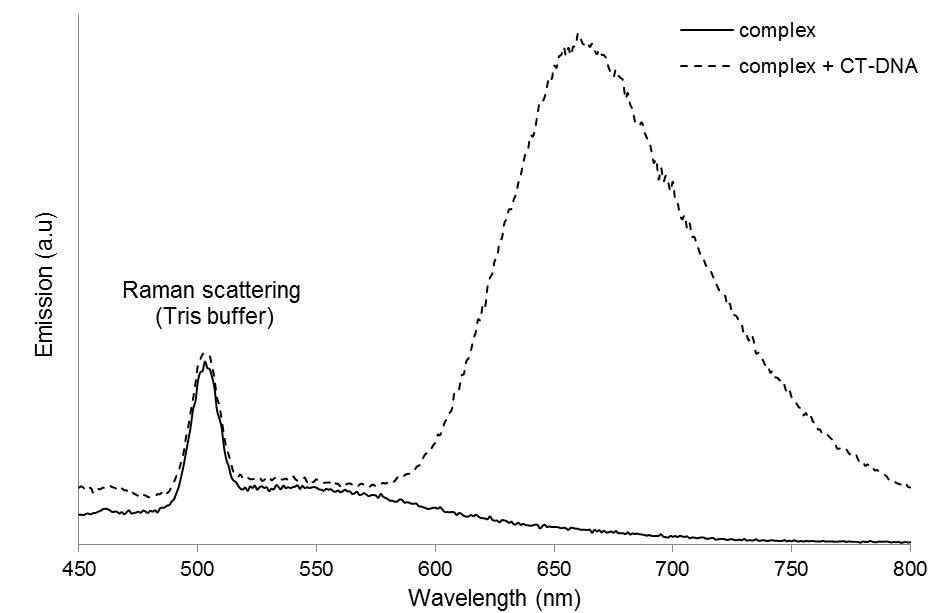 complex
complex + CT-DNA
Raman scattering
(Tris buffer)
Emission (a.u)
450 500 550 600 650 700 750 800
Wavelength (nm)